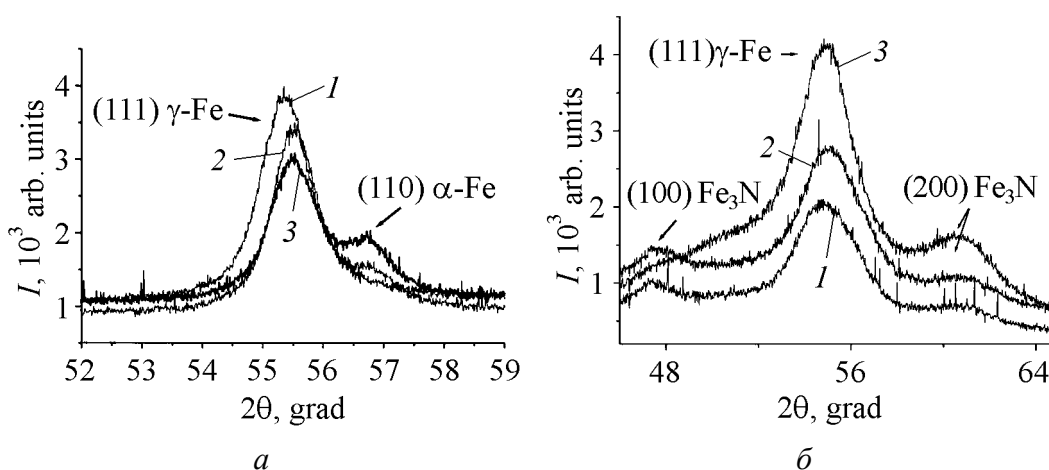 I, 10³ arb. units
4
3
2
1
(111) γ-Fe
1
2
3
(110) α-Fe
52 53 54 55 56 57 58 59
2θ, grad
а
I, 10³ arb. units
4
3
2
1
(111)γ-Fe
3
2
(100) Fe₃N
(200) Fe₃N
1
48 56 64
2θ, grad
б